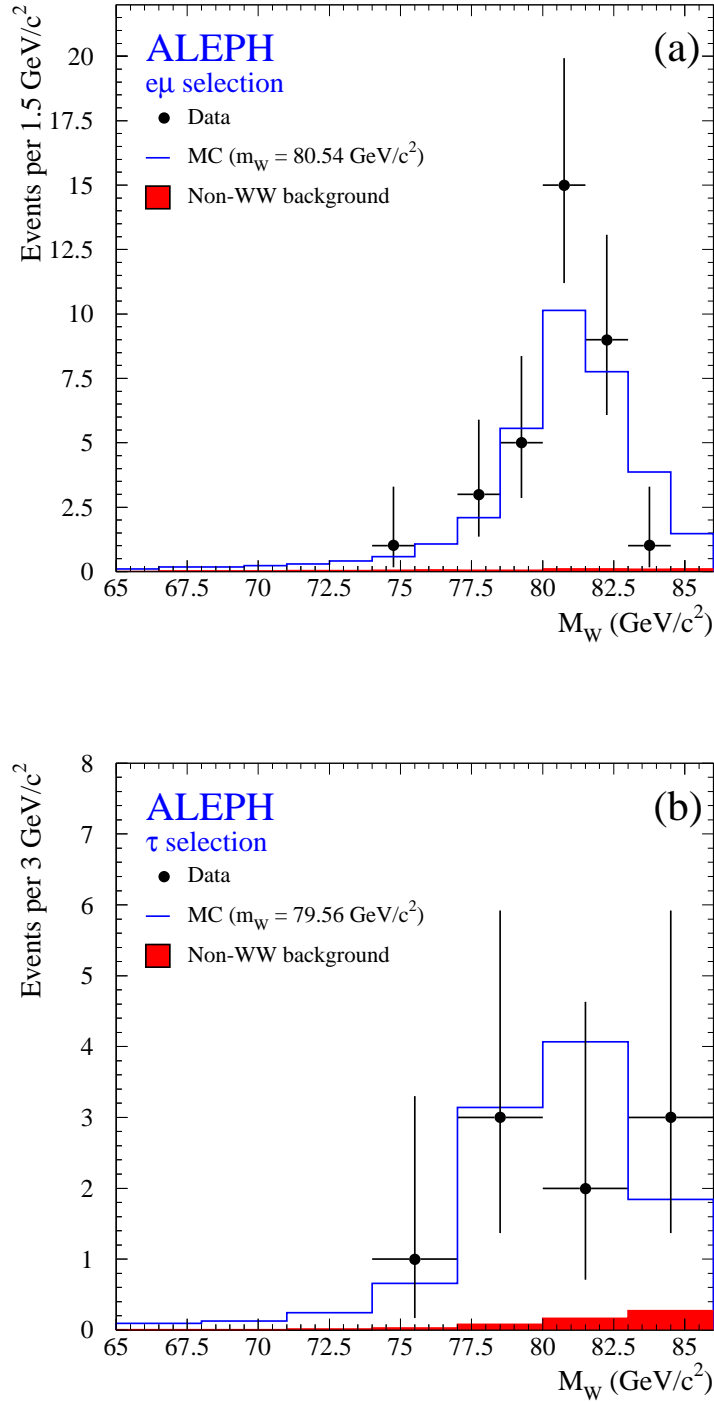 Events per 1.5 GeV/c²
20
17.5
15
12.5
10
7.5
5
2.5
0
ALEPH
(a)
eμ selection
Data
MC (m_W = 80.54 GeV/c²)
Non-WW background
65 67.5 70 72.5 75 77.5 80 82.5 85
M_W (GeV/c²)
Events per 3 GeV/c²
8
7
6
5
4
3
2
1
0
ALEPH
(b)
τ selection
Data
MC (m_W = 79.56 GeV/c²)
Non-WW background
65 67.5 70 72.5 75 77.5 80 82.5 85
M_W (GeV/c²)